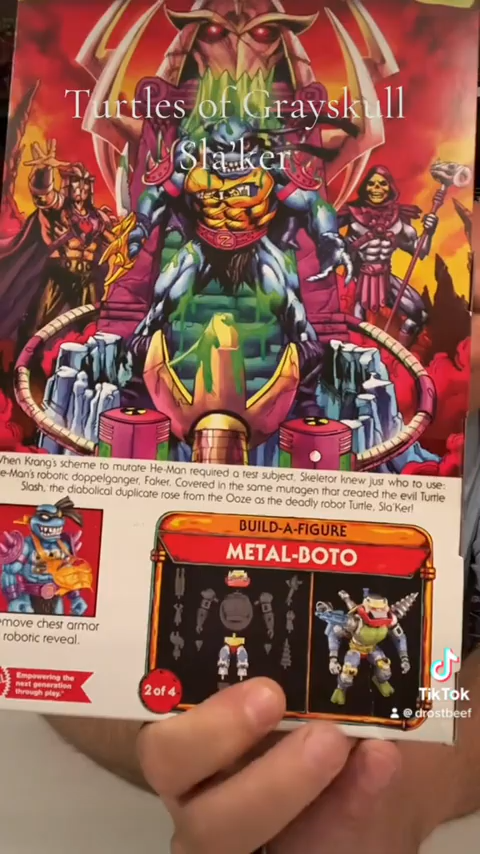 Turtles of Grayskull
Sla'ker
When Krang's scheme to mutate He-Man required a test subject, Skeletor knew just who to use:
He-Man's robotic doppelganger, Faker. Covered in the same mutagen that created the evil Turtle
Slash, the diabolical duplicate rose from the Ooze as the deadly robot Turtle, Sla'Ker!
BUILD-A-FIGURE
METAL-BOTO
emove chest armor
robotic reveal.
Empowering the
next generation
through play.
2 of 4
TikTok
@drostbeef